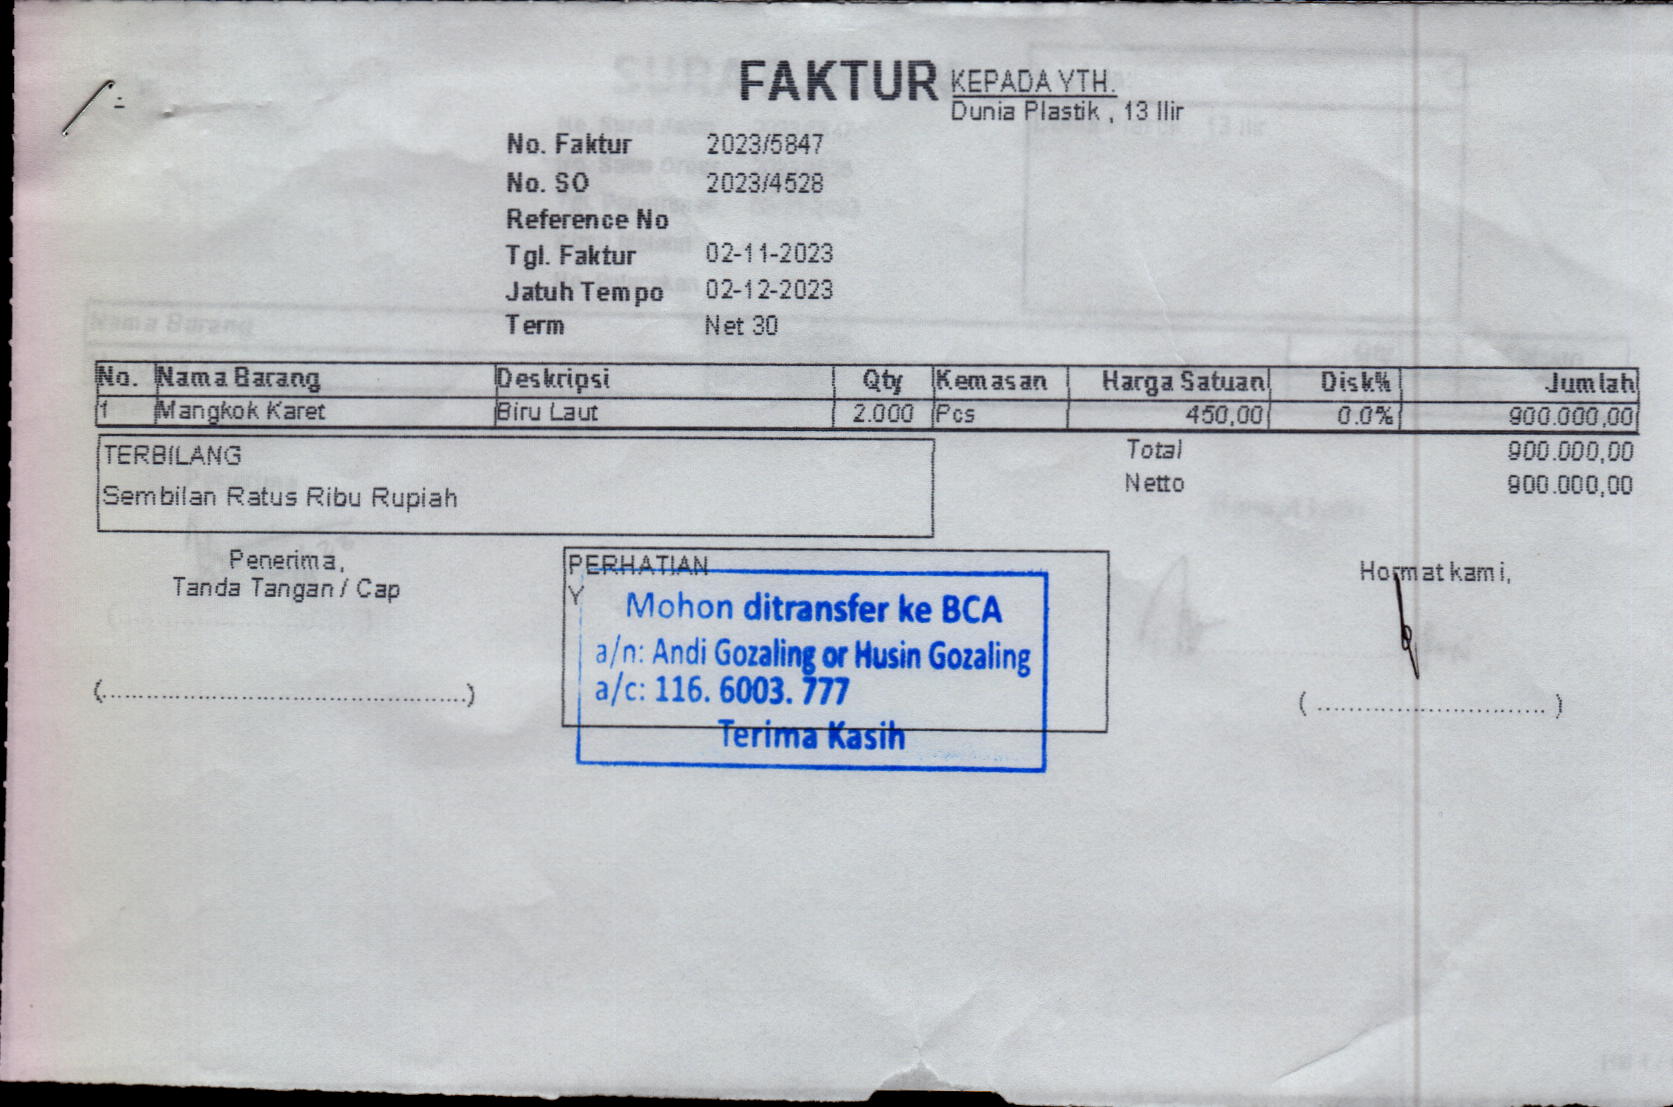 FAKTUR
KEPADA YTH.
Dunia Plastik , 13 Ilir
No. Faktur 2023/5847
No. SO 2023/4528
Reference No
Tgl. Faktur 02-11-2023
Jatuh Tempo 02-12-2023
Term Net 30
No. Nama Barang Deskripsi Qty Kemasan Harga Satuan Disk% Jumlah
1 Mangkok Karet Biru Laut 2.000 Pcs 450,00 0.0% 900.000,00
TERBILANG
Sembilan Ratus Ribu Rupiah
Total 900.000,00
Netto 900.000,00
Penerima,
Tanda Tangan / Cap
(.....................................................)
PERHATIAN
Y
Mohon ditransfer ke BCA
a/n: Andi Gozaling or Husin Gozaling
a/c: 116. 6003. 777
Terima Kasih
Hormat kami,
( ................................. )